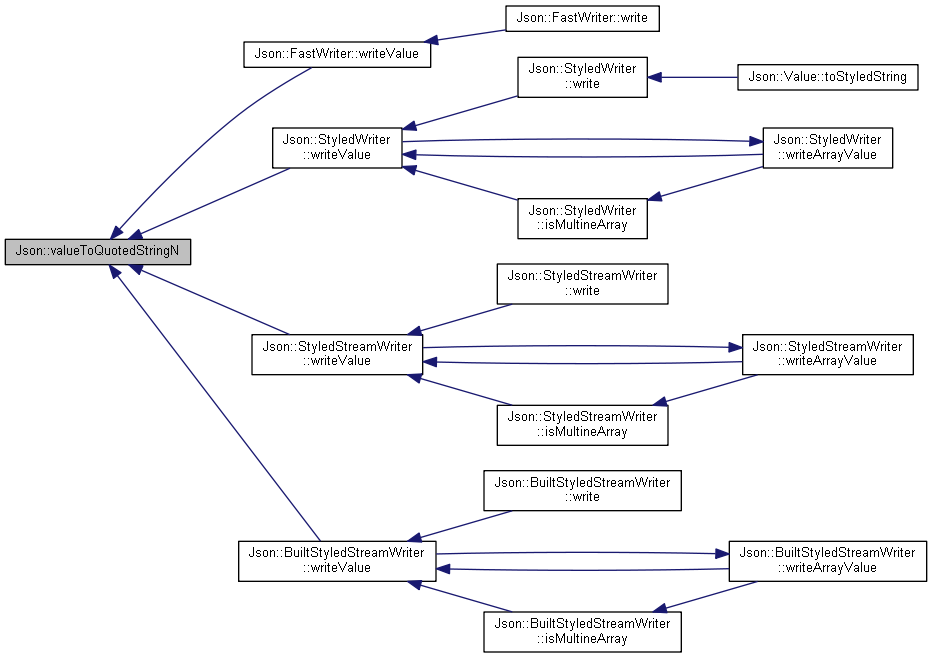 Json::FastWriter::write
Json::FastWriter::writeValue
Json::StyledWriter
::write
Json::Value::toStyledString
Json::StyledWriter
::writeValue
Json::StyledWriter
::writeArrayValue
Json::StyledWriter
::isMultineArray
Json::valueToQuotedStringN
Json::StyledStreamWriter
::write
Json::StyledStreamWriter
::writeValue
Json::StyledStreamWriter
::writeArrayValue
Json::StyledStreamWriter
::isMultineArray
Json::BuiltStyledStreamWriter
::write
Json::BuiltStyledStreamWriter
::writeValue
Json::BuiltStyledStreamWriter
::writeArrayValue
Json::BuiltStyledStreamWriter
::isMultineArray